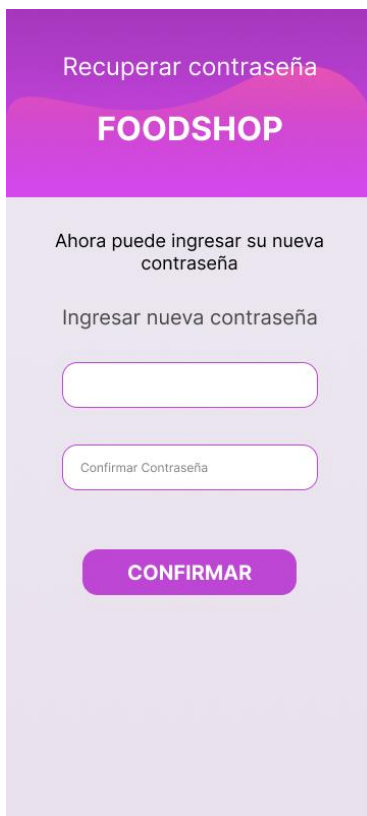 Recuperar contraseña
FOODSHOP
Ahora puede ingresar su nueva
contraseña
Ingresar nueva contraseña
Confirmar Contraseña
CONFIRMAR